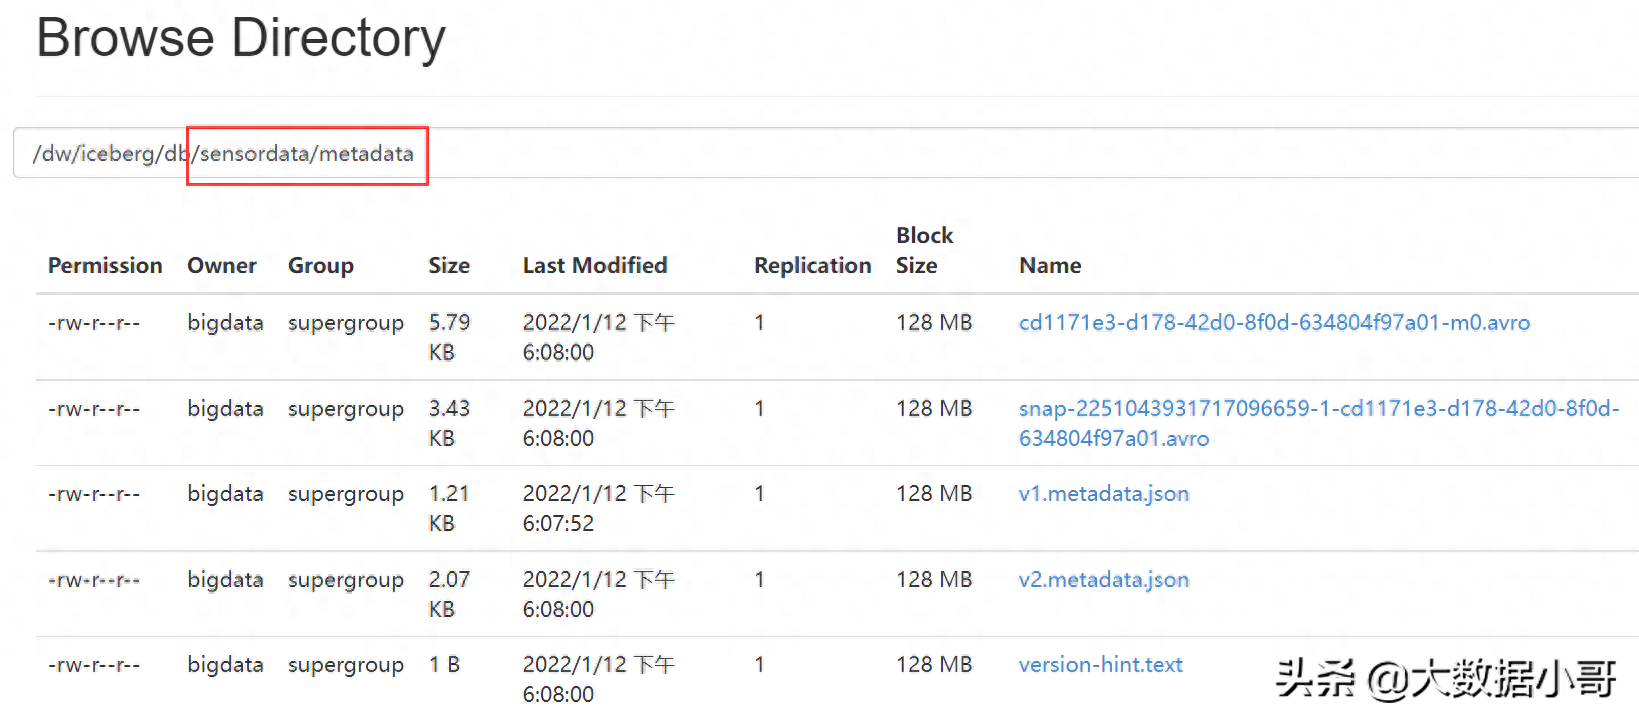 Browse Directory
/dw/iceberg/db/sensordata/metadata
Permission Owner Group Size Last Modified Replication Block Size Name
-rw-r--r-- bigdata supergroup 5.79 KB 2022/1/12 下午 6:08:00 1 128 MB cd1171e3-d178-42d0-8f0d-634804f97a01-m0.avro
-rw-r--r-- bigdata supergroup 3.43 KB 2022/1/12 下午 6:08:00 1 128 MB snap-2251043931717096659-1-cd1171e3-d178-42d0-8f0d-634804f97a01.avro
-rw-r--r-- bigdata supergroup 1.21 KB 2022/1/12 下午 6:07:52 1 128 MB v1.metadata.json
-rw-r--r-- bigdata supergroup 2.07 KB 2022/1/12 下午 6:08:00 1 128 MB v2.metadata.json
-rw-r--r-- bigdata supergroup 1 B 2022/1/12 下午 6:08:00 1 128 MB version-hint.text
头条 @大数据小哥